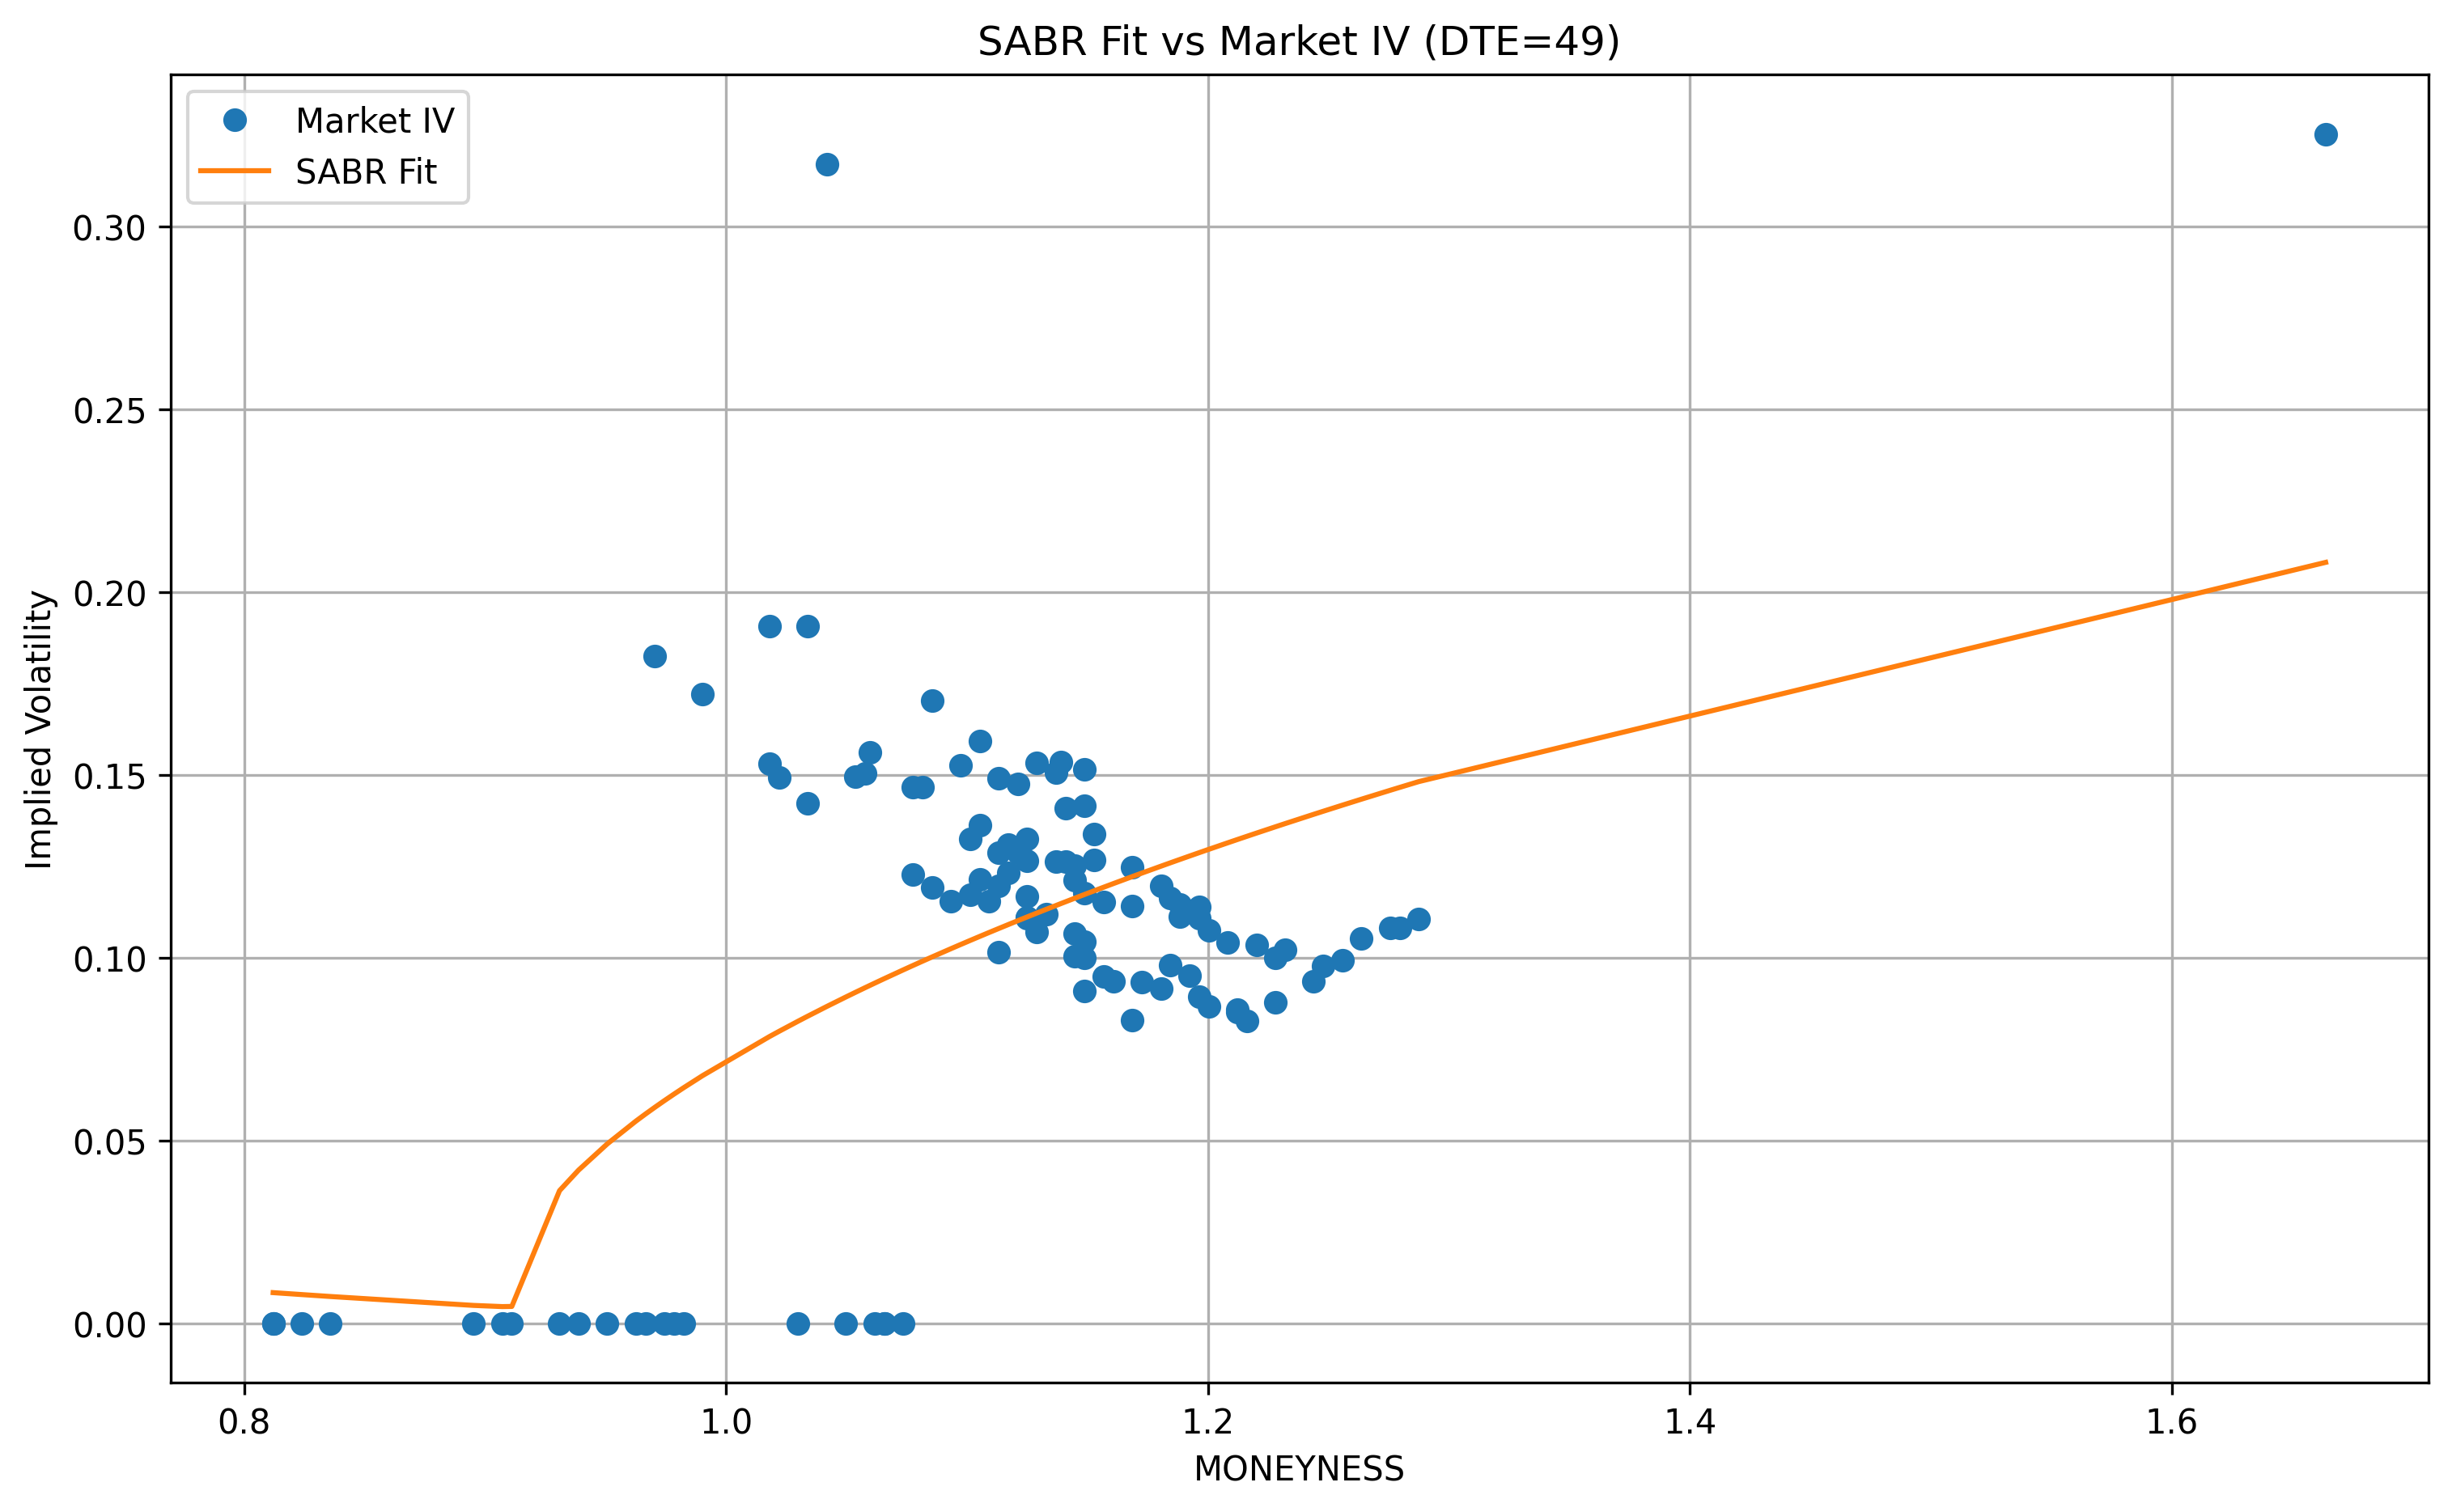 SABR Fit vs Market IV (DTE=49)
Market IV
SABR Fit
Implied Volatility
0.30
0.25
0.20
0.15
0.10
0.05
0.00
0.8 1.0 1.2 1.4 1.6
MONEYNESS